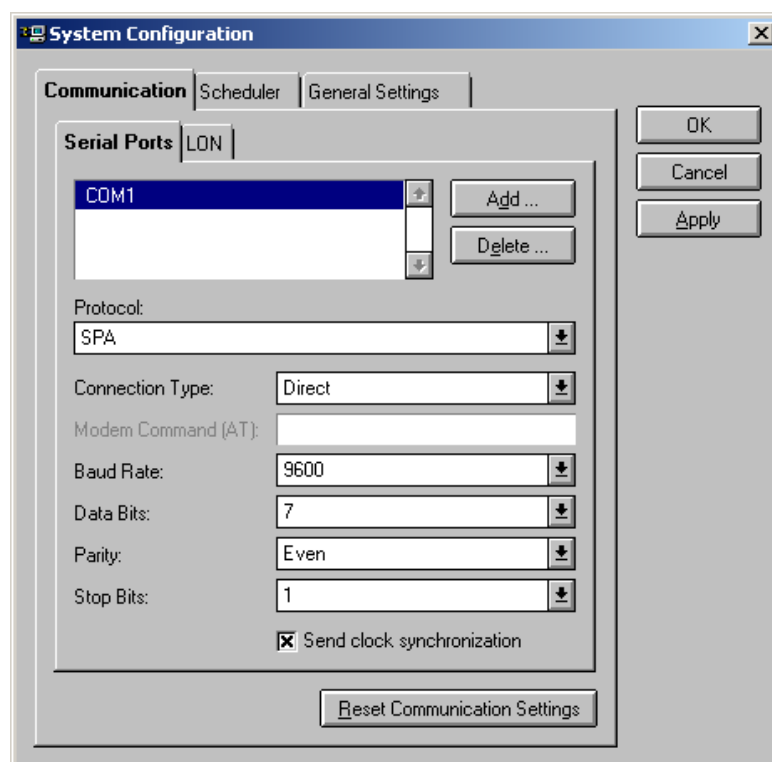 System Configuration
Communication Scheduler General Settings
Serial Ports LON
OK
Cancel
Apply
COM1
Add ...
Delete ...
Protocol:
SPA
Connection Type: Direct
Modem Command (AT):
Baud Rate: 9600
Data Bits: 7
Parity: Even
Stop Bits: 1
Send clock synchronization
Reset Communication Settings